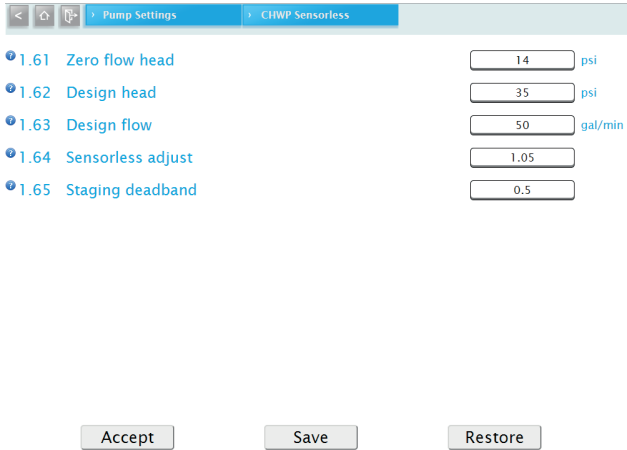 < › Pump Settings › CHWP Sensorless
? 1.61 Zero flow head 14 psi
? 1.62 Design head 35 psi
? 1.63 Design flow 50 gal/min
? 1.64 Sensorless adjust 1.05
? 1.65 Staging deadband 0.5
Accept Save Restore